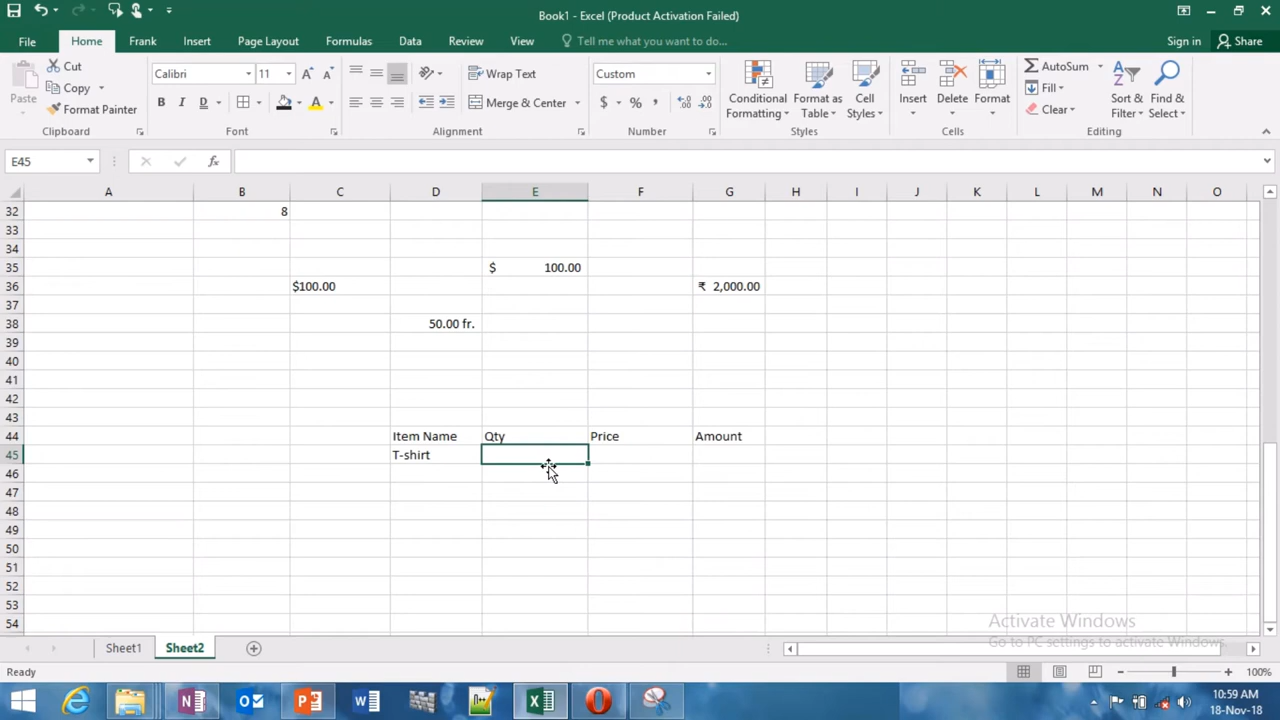 Book1 - Excel (Product Activation Failed)
File Home Frank Insert Page Layout Formulas Data Review View Tell me what you want to do... Sign in Share
Cut
Copy
Format Painter
Paste
Clipboard
Calibri 11
B I D
Font
Wrap Text
Merge & Center
Alignment
Custom
$ % ,
Number
Conditional Formatting
Format as Table
Cell Styles
Styles
Insert Delete Format
Cells
AutoSum
Fill
Clear
Sort & Filter
Find & Select
Editing
E45 fx
A B C D E F G H I J K L M N O
32 8
33
34
35 $ 100.00
36 $100.00 ₹ 2,000.00
37
38 50.00 fr.
39
40
41
42
43
44 Item Name Qty Price Amount
45 T-shirt
46
47
48
49
50
51
52
53
54
Activate Windows
Go to PC settings to activate Windows.
Sheet1 Sheet2
Ready 100%
10:59 AM
18-Nov-18